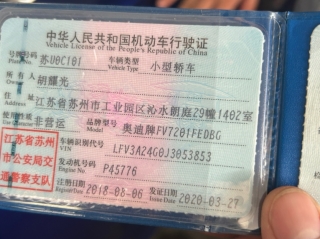 中华人民共和国机动车行驶证
Vehicle License of the People's Republic of China
号牌号码 苏U0C101 车辆类型 小型轿车
Plate No. Vehicle Type
所有人 胡耀光
Owner
住址 江苏省苏州市工业园区沁水朗庭29幢1402室
Address
使用性质 非营运 品牌型号 奥迪牌FV7201FEDBG
Use Character Model
江苏省苏州
市公安局交
通警察支队
车辆识别代号 LFV3A24G0J3053853
VIN
发动机号码 P45776
Engine No.
注册日期 2018-08-06 发证日期 2020-03-27
Register Date Issue Date